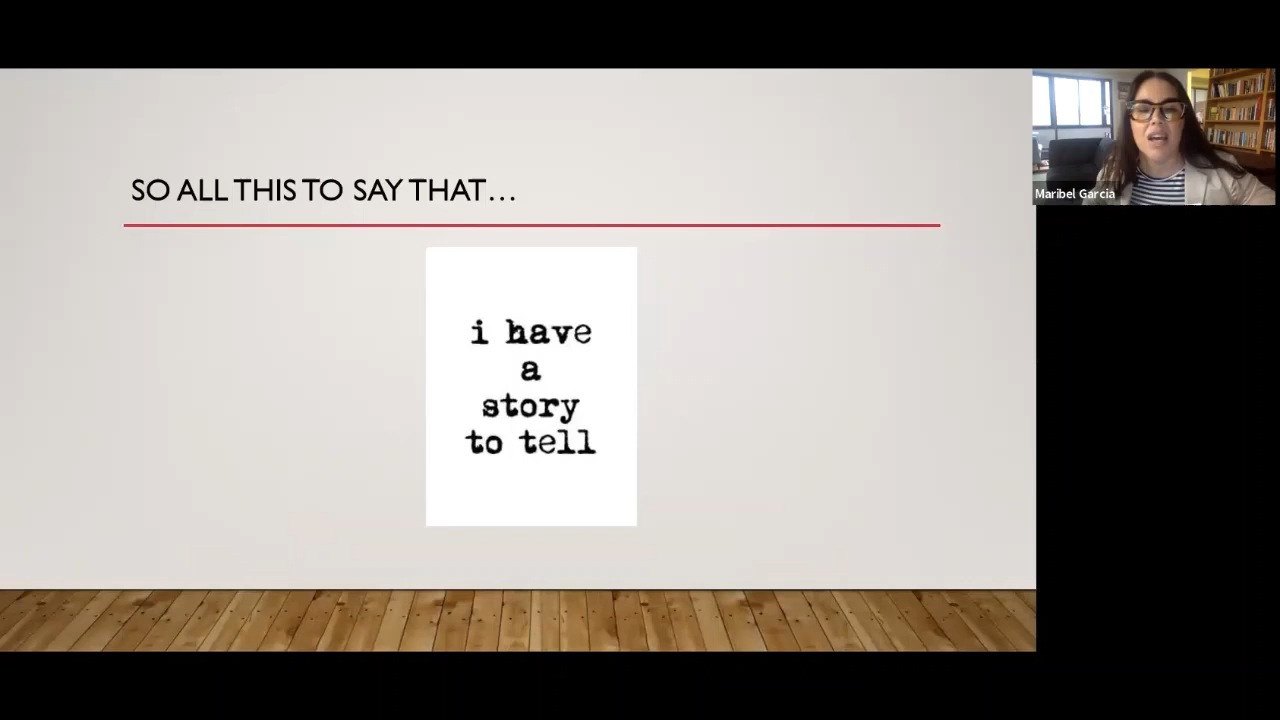 SO ALL THIS TO SAY THAT...
Maribel Garcia
i have
a
story
to tell